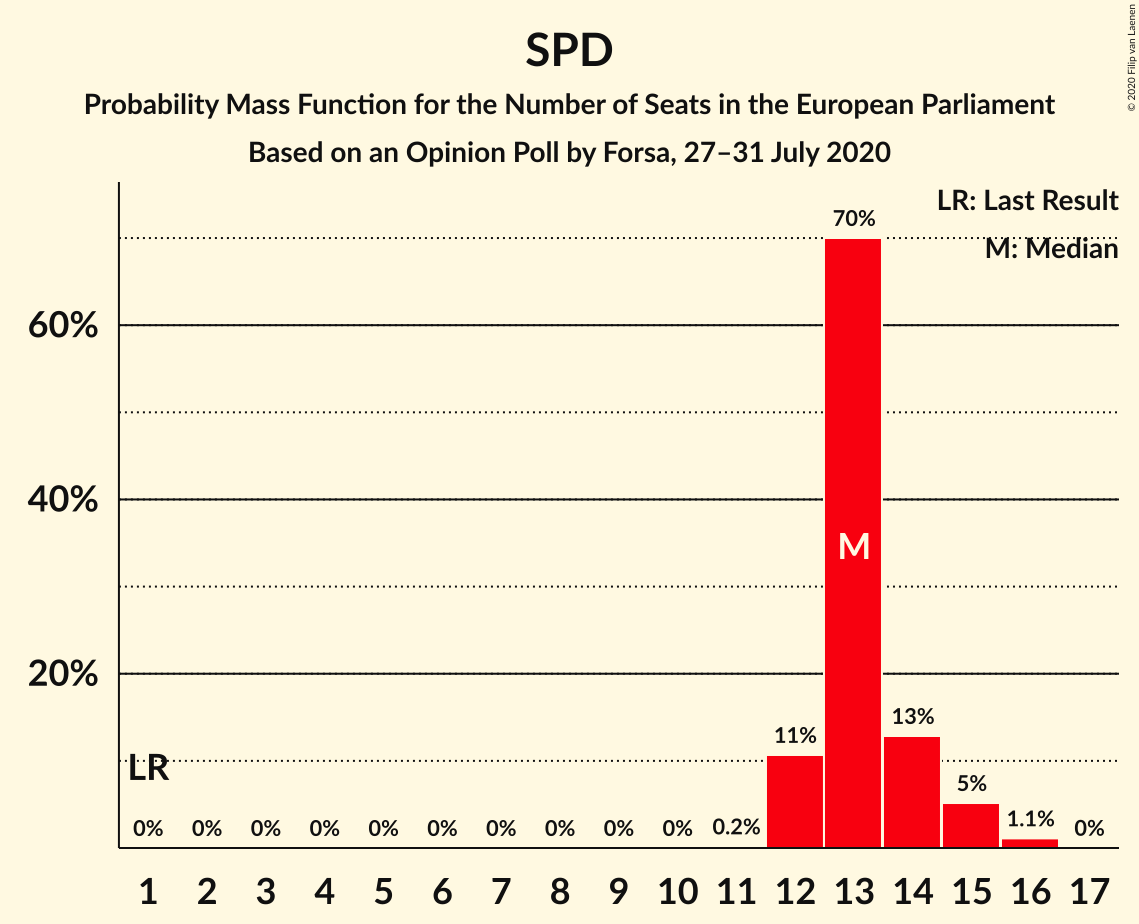 SPD
Probability Mass Function for the Number of Seats in the European Parliament
Based on an Opinion Poll by Forsa, 27–31 July 2020
© 2020 Filip van Laenen
LR: Last Result
M: Median
70%
60%
40%
M
20%
13%
11%
LR
5%
1.1%
0% 0% 0% 0% 0% 0% 0% 0% 0% 0% 0.2% 0%
1 2 3 4 5 6 7 8 9 10 11 12 13 14 15 16 17